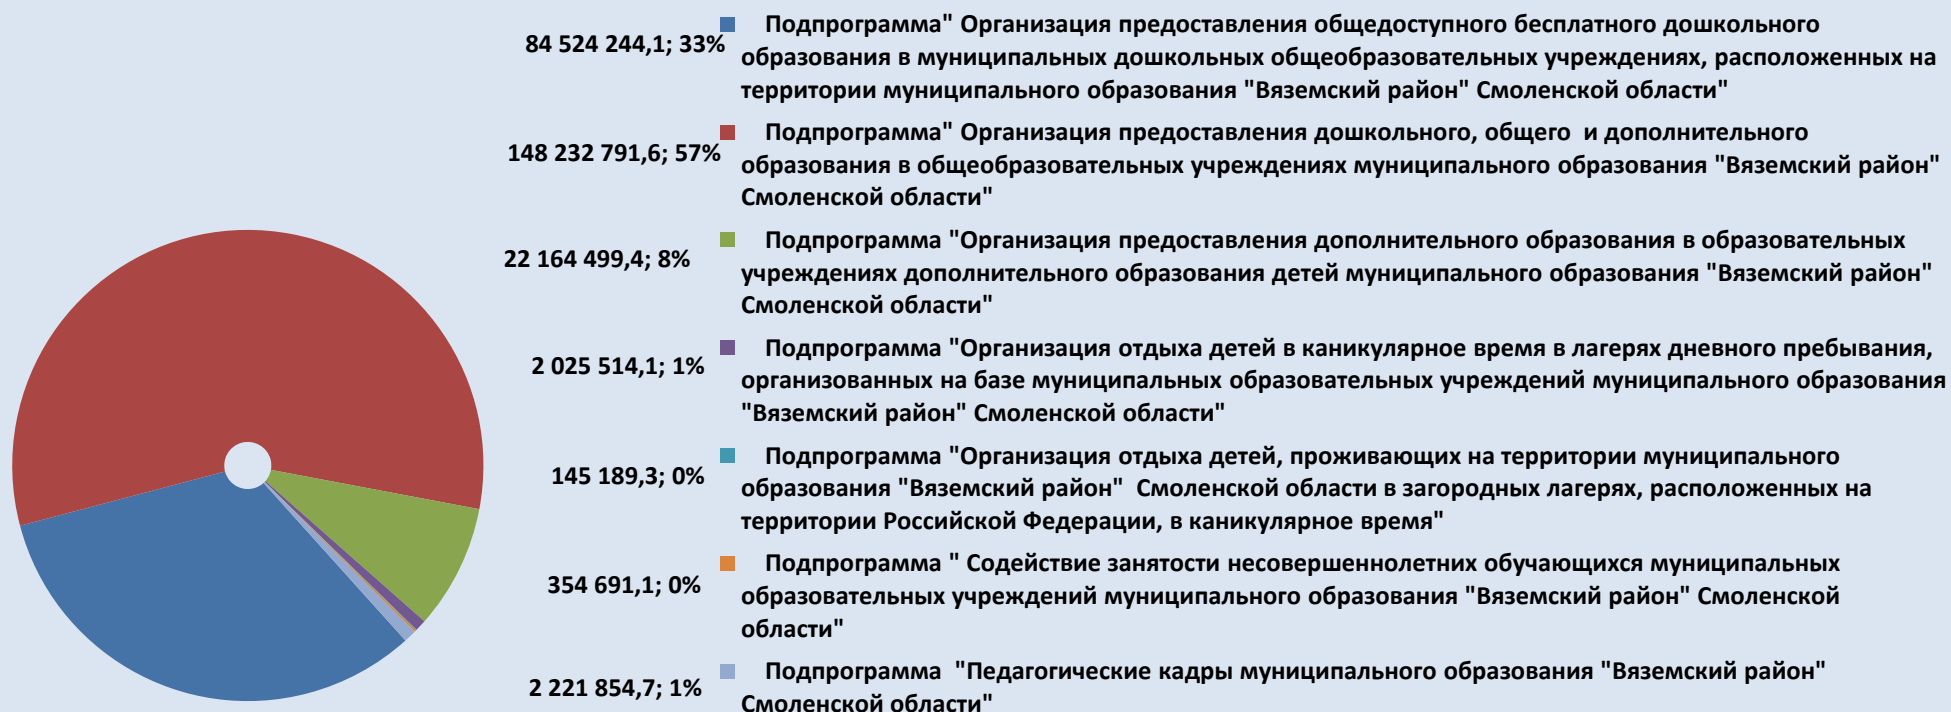 84 524 244,1; 33%
Подпрограмма" Организация предоставления общедоступного бесплатного дошкольного
образования в муниципальных дошкольных общеобразовательных учреждениях, расположенных на
территории муниципального образования "Вяземский район" Смоленской области"
148 232 791,6; 57%
Подпрограмма" Организация предоставления дошкольного, общего и дополнительного
образования в общеобразовательных учреждениях муниципального образования "Вяземский район"
Смоленской области"
22 164 499,4; 8%
Подпрограмма "Организация предоставления дополнительного образования в образовательных
учреждениях дополнительного образования детей муниципального образования "Вяземский район"
Смоленской области"
2 025 514,1; 1%
Подпрограмма "Организация отдыха детей в каникулярное время в лагерях дневного пребывания,
организованных на базе муниципальных образовательных учреждений муниципального образования
"Вяземский район" Смоленской области"
145 189,3; 0%
Подпрограмма "Организация отдыха детей, проживающих на территории муниципального
образования "Вяземский район" Смоленской области в загородных лагерях, расположенных на
территории Российской Федерации, в каникулярное время"
354 691,1; 0%
Подпрограмма " Содействие занятости несовершеннолетних обучающихся муниципальных
образовательных учреждений муниципального образования "Вяземский район" Смоленской
области"
2 221 854,7; 1%
Подпрограмма "Педагогические кадры муниципального образования "Вяземский район"
Смоленской области"